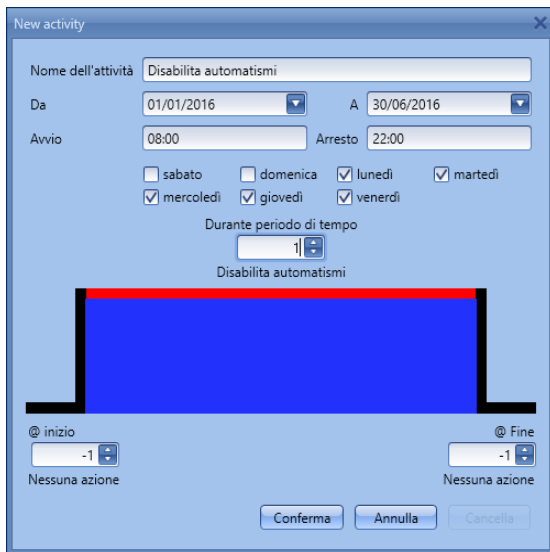 New activity
Nome dell'attività Disabilita automatismi
Da 01/01/2016 A 30/06/2016
Avvio 08:00 Arresto 22:00
sabato domenica lunedì martedì
mercoledì giovedì venerdì
Durante periodo di tempo
1
Disabilita automatismi
@ inizio @ Fine
-1 -1
Nessuna azione Nessuna azione
Conferma Annulla Cancella